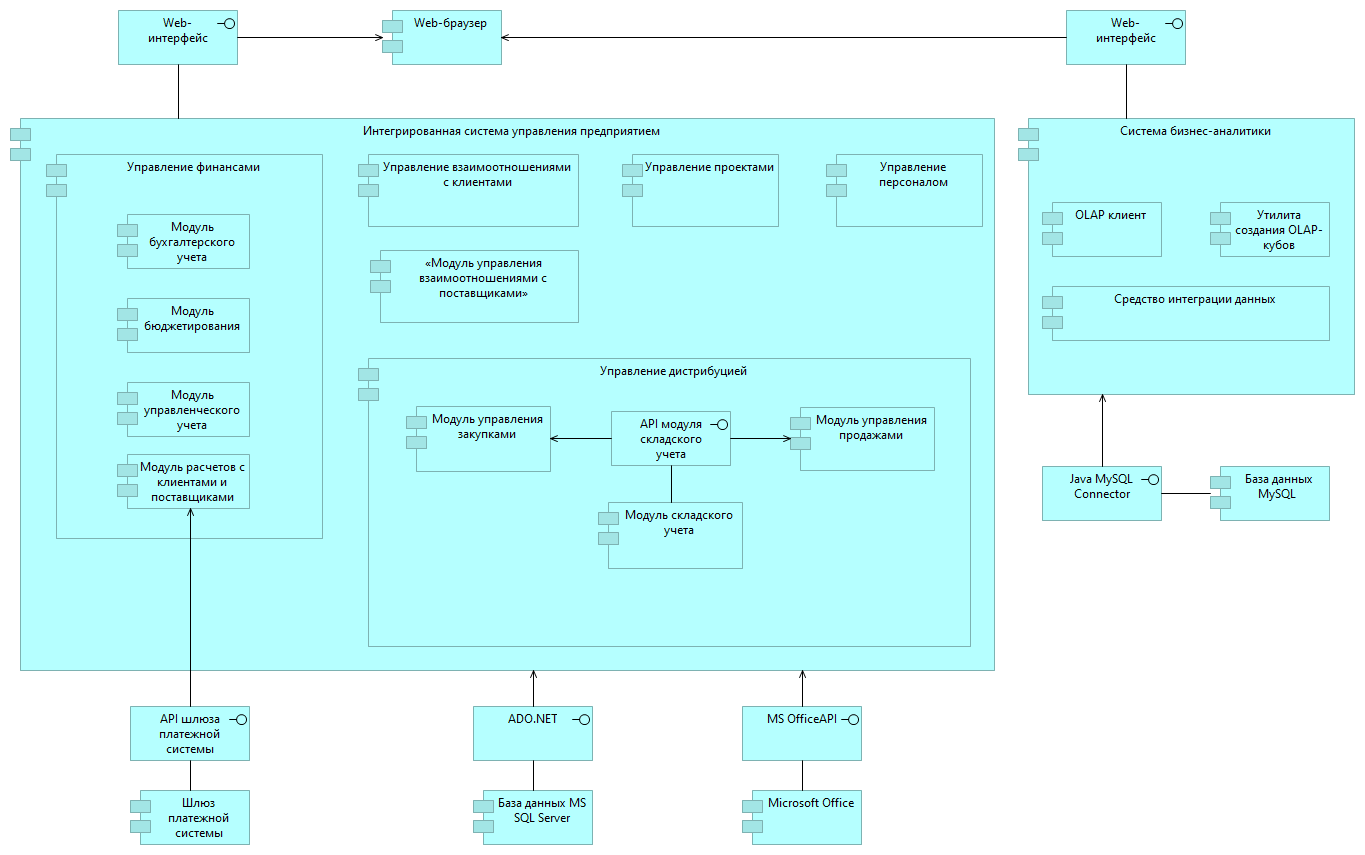 Web-
интерфейс
Web-браузер
Web-
интерфейс
Интегрированная система управления предприятием
Управление финансами
Модуль
бухгалтерского
учета
Модуль
бюджетирования
Модуль
управленческого
учета
Модуль расчетов с
клиентами и
поставщиками
Управление взаимоотношениями
с клиентами
Управление проектами
Управление
персоналом
«Модуль управления
взаимоотношениями с
поставщиками»
Управление дистрибуцией
Модуль управления
закупками
API модуля
складского
учета
Модуль управления
продажами
Модуль складского
учета
Система бизнес-аналитики
OLAP клиент
Утилита
создания OLAP-
кубов
Средство интеграции данных
Java MySQL
Connector
База данных
MySQL
API шлюза
платежной
системы
ADO.NET
MS OfficeAPI
Шлюз
платежной
системы
База данных MS
SQL Server
Microsoft Office